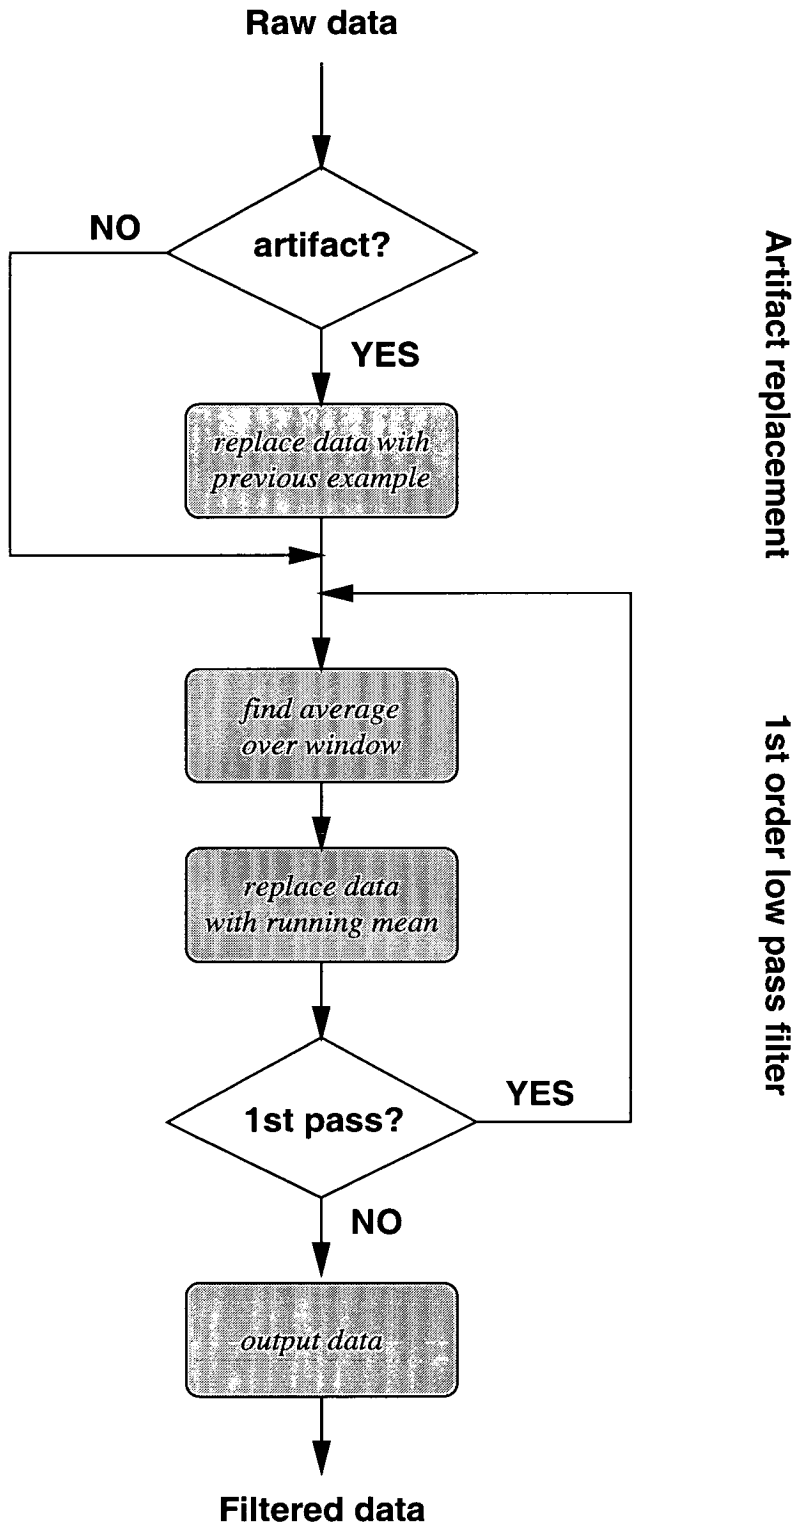 Raw data
NO
artifact?
YES
replace data with
previous example
Artifact replacement
find average
over window
replace data
with running mean
1st order low pass filter
YES
1st pass?
NO
output data
Filtered data